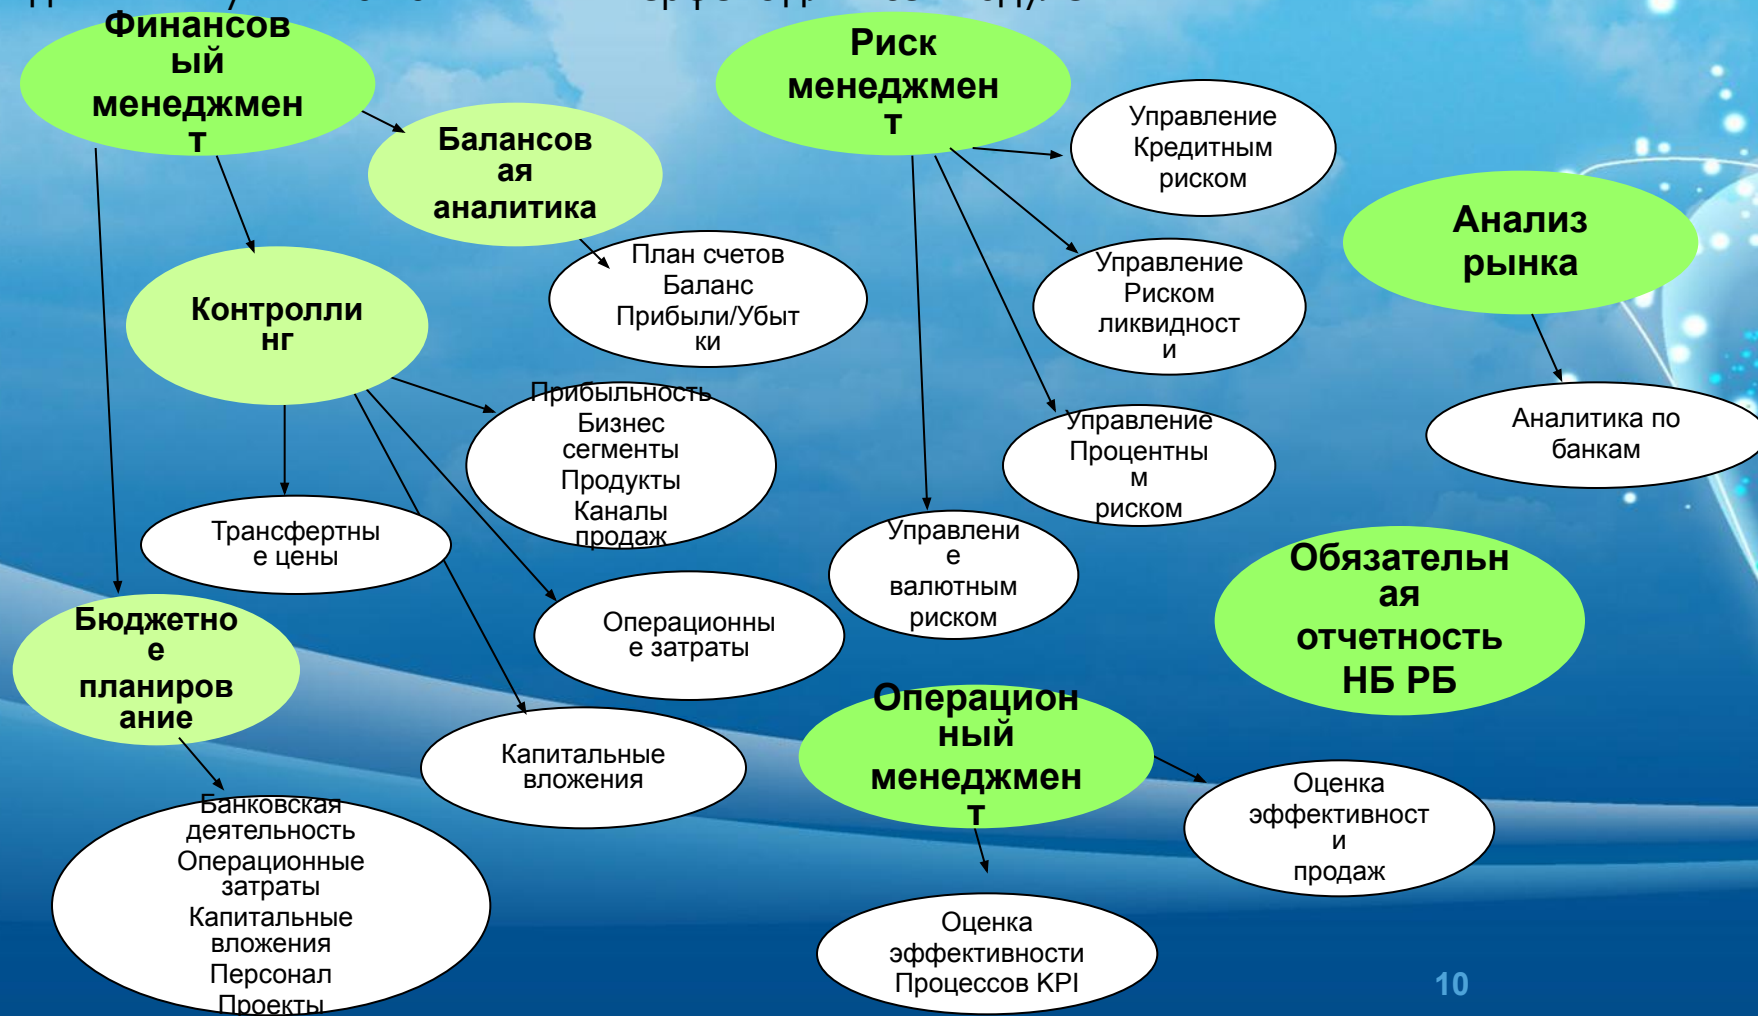 Финансов
ый
менеджмен
т
Балансов
ая
аналитика
План счетов
Баланс
Прибыли/Убыт
ки
Контролли
нг
Прибыльность
Бизнес
сегменты
Продукты
Каналы
продаж
Трансфертны
е цены
Операционны
е затраты
Капитальные
вложения
Бюджетно
е
планиров
ание
Банковская
деятельность
Операционные
затраты
Капитальные
вложения
Персонал
Проекты
Риск
менеджмен
т
Управление
Кредитным
риском
Управление
Риском
ликвидност
и
Управление
Процентны
м
риском
Управлени
е
валютным
риском
Анализ
рынка
Аналитика по
банкам
Обязательн
ая
отчетность
НБ РБ
Операцион
ный
менеджмен
т
Оценка
эффективност
и
продаж
Оценка
эффективности
Процессов KPI
10